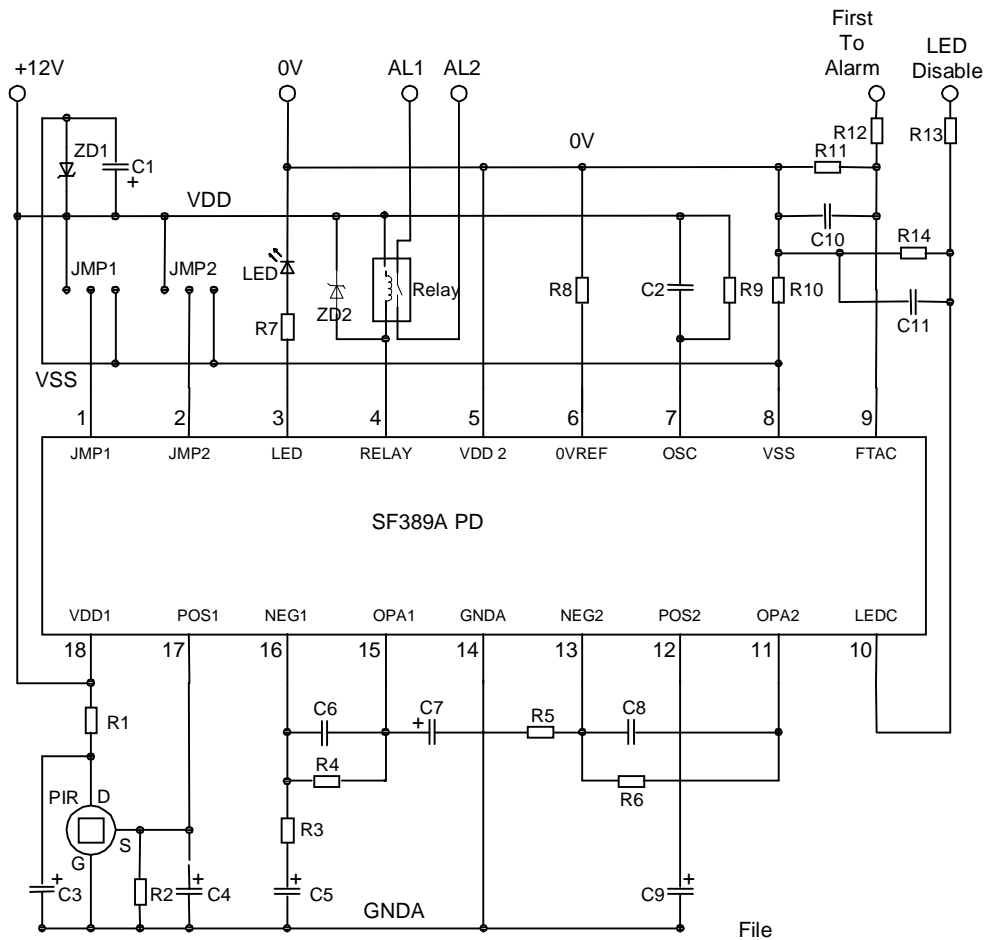 First
To
Alarm
LED
Disable
+12V
0V
AL1
AL2
R12
R13
ZD1
C1
+
0V
R11
VDD
C10
R14
JMP1
JMP2
LED
ZD2
Relay
R8
C2
R9
R10
C11
R7
VSS
1 2 3 4 5 6 7 8 9
JMP1 JMP2 LED RELAY VDD 2 0VREF OSC VSS FTAC
SF389A PD
VDD1 POS1 NEG1 OPA1 GNDA NEG2 POS2 OPA2 LEDC
18 17 16 15 14 13 12 11 10
R1
C6
+
C7
R5
C8
R4
R6
PIR
D
S
G
R3
+
C3
R2
+
C4
+
C5
C9
+
GNDA
File